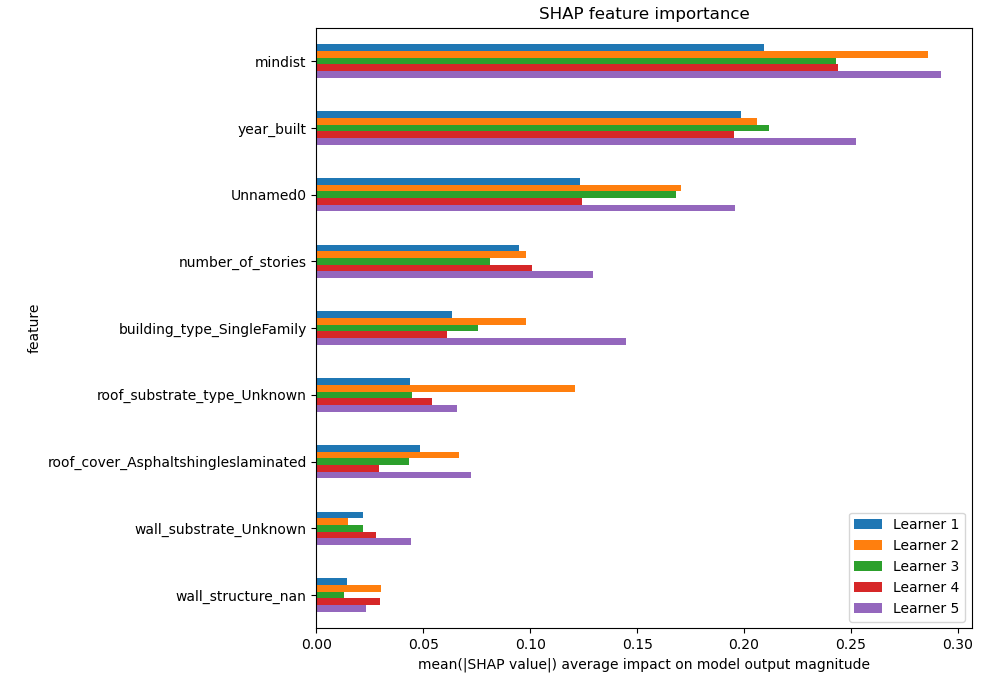 SHAP feature importance
mindist
year_built
Unnamed0
number_of_stories
building_type_SingleFamily
roof_substrate_type_Unknown
roof_cover_Asphaltshingleslaminated
wall_substrate_Unknown
wall_structure_nan
feature
Learner 1
Learner 2
Learner 3
Learner 4
Learner 5
0.00 0.05 0.10 0.15 0.20 0.25 0.30
mean(|SHAP value|) average impact on model output magnitude